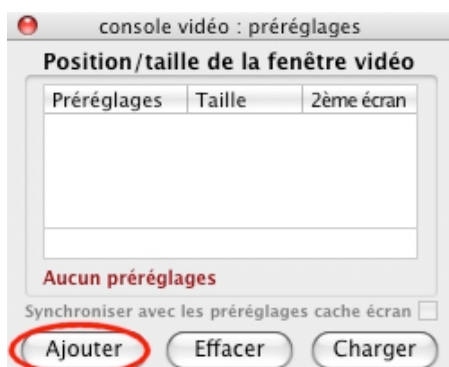 console vidéo : préréglages
Position/taille de la fenêtre vidéo
Préréglages Taille 2ème écran
Aucun préréglages
Synchroniser avec les préréglages cache écran
Ajouter Effacer Charger